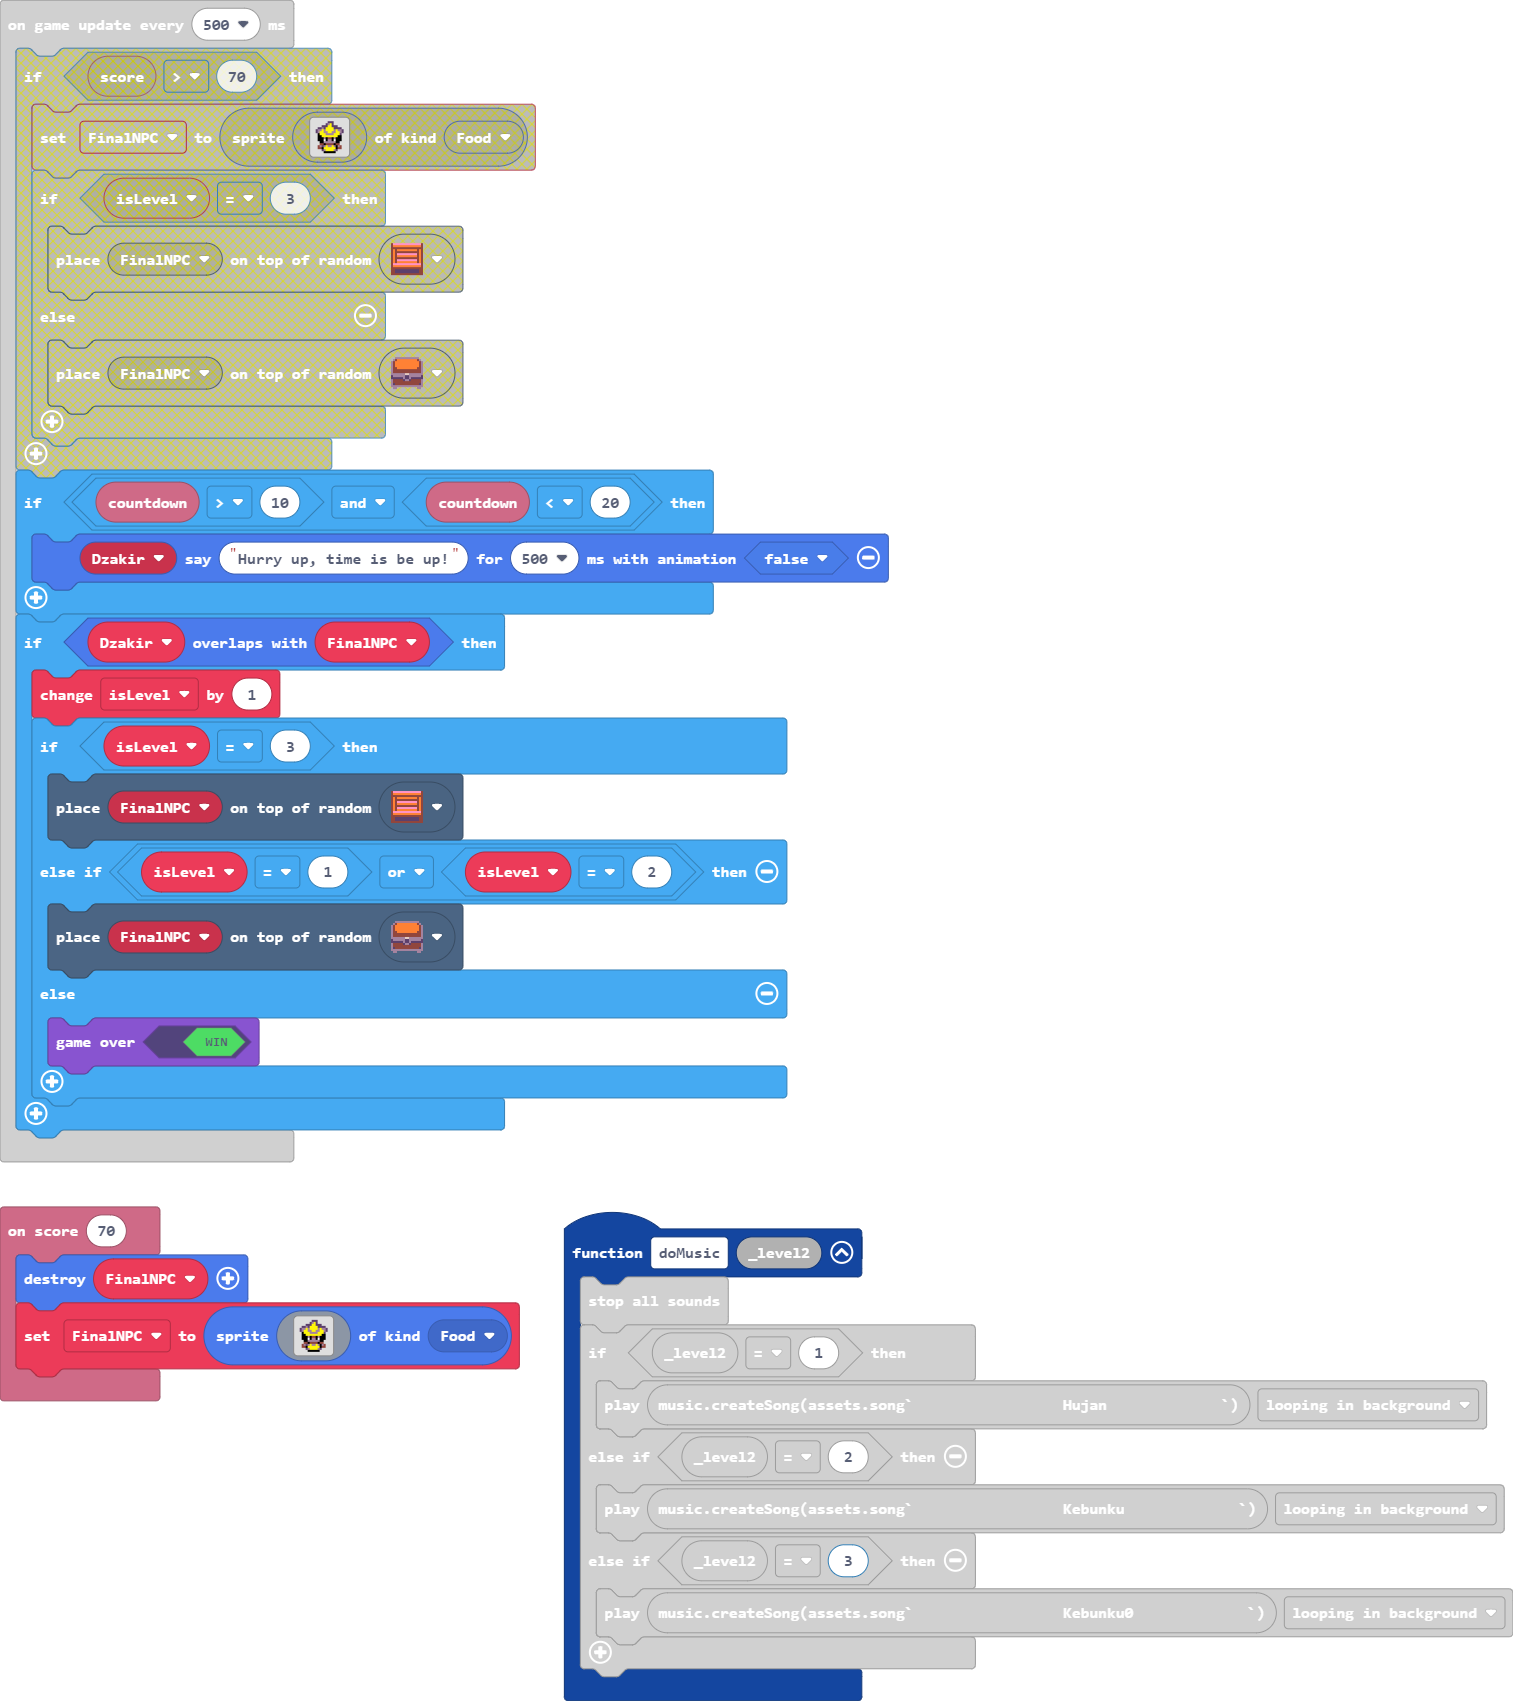 on game update every 500 ms
if score > 70 then
set FinalNPC to sprite of kind Food
if isLevel = 3 then
place FinalNPC on top of random
else
place FinalNPC on top of random
if countdown > 10 and countdown < 20 then
Dzakir say "Hurry up, time is be up!" for 500 ms with animation false
if Dzakir overlaps with FinalNPC then
change isLevel by 1
if isLevel = 3 then
place FinalNPC on top of random
else if isLevel = 1 or isLevel = 2 then
place FinalNPC on top of random
else
game over WIN
on score 70
destroy FinalNPC
set FinalNPC to sprite of kind Food
function doMusic _level2
stop all sounds
if _level2 = 1 then
play music.createSong(assets.song` Hujan `) looping in background
else if _level2 = 2 then
play music.createSong(assets.song` Kebunku `) looping in background
else if _level2 = 3 then
play music.createSong(assets.song` Kebunku0 `) looping in background